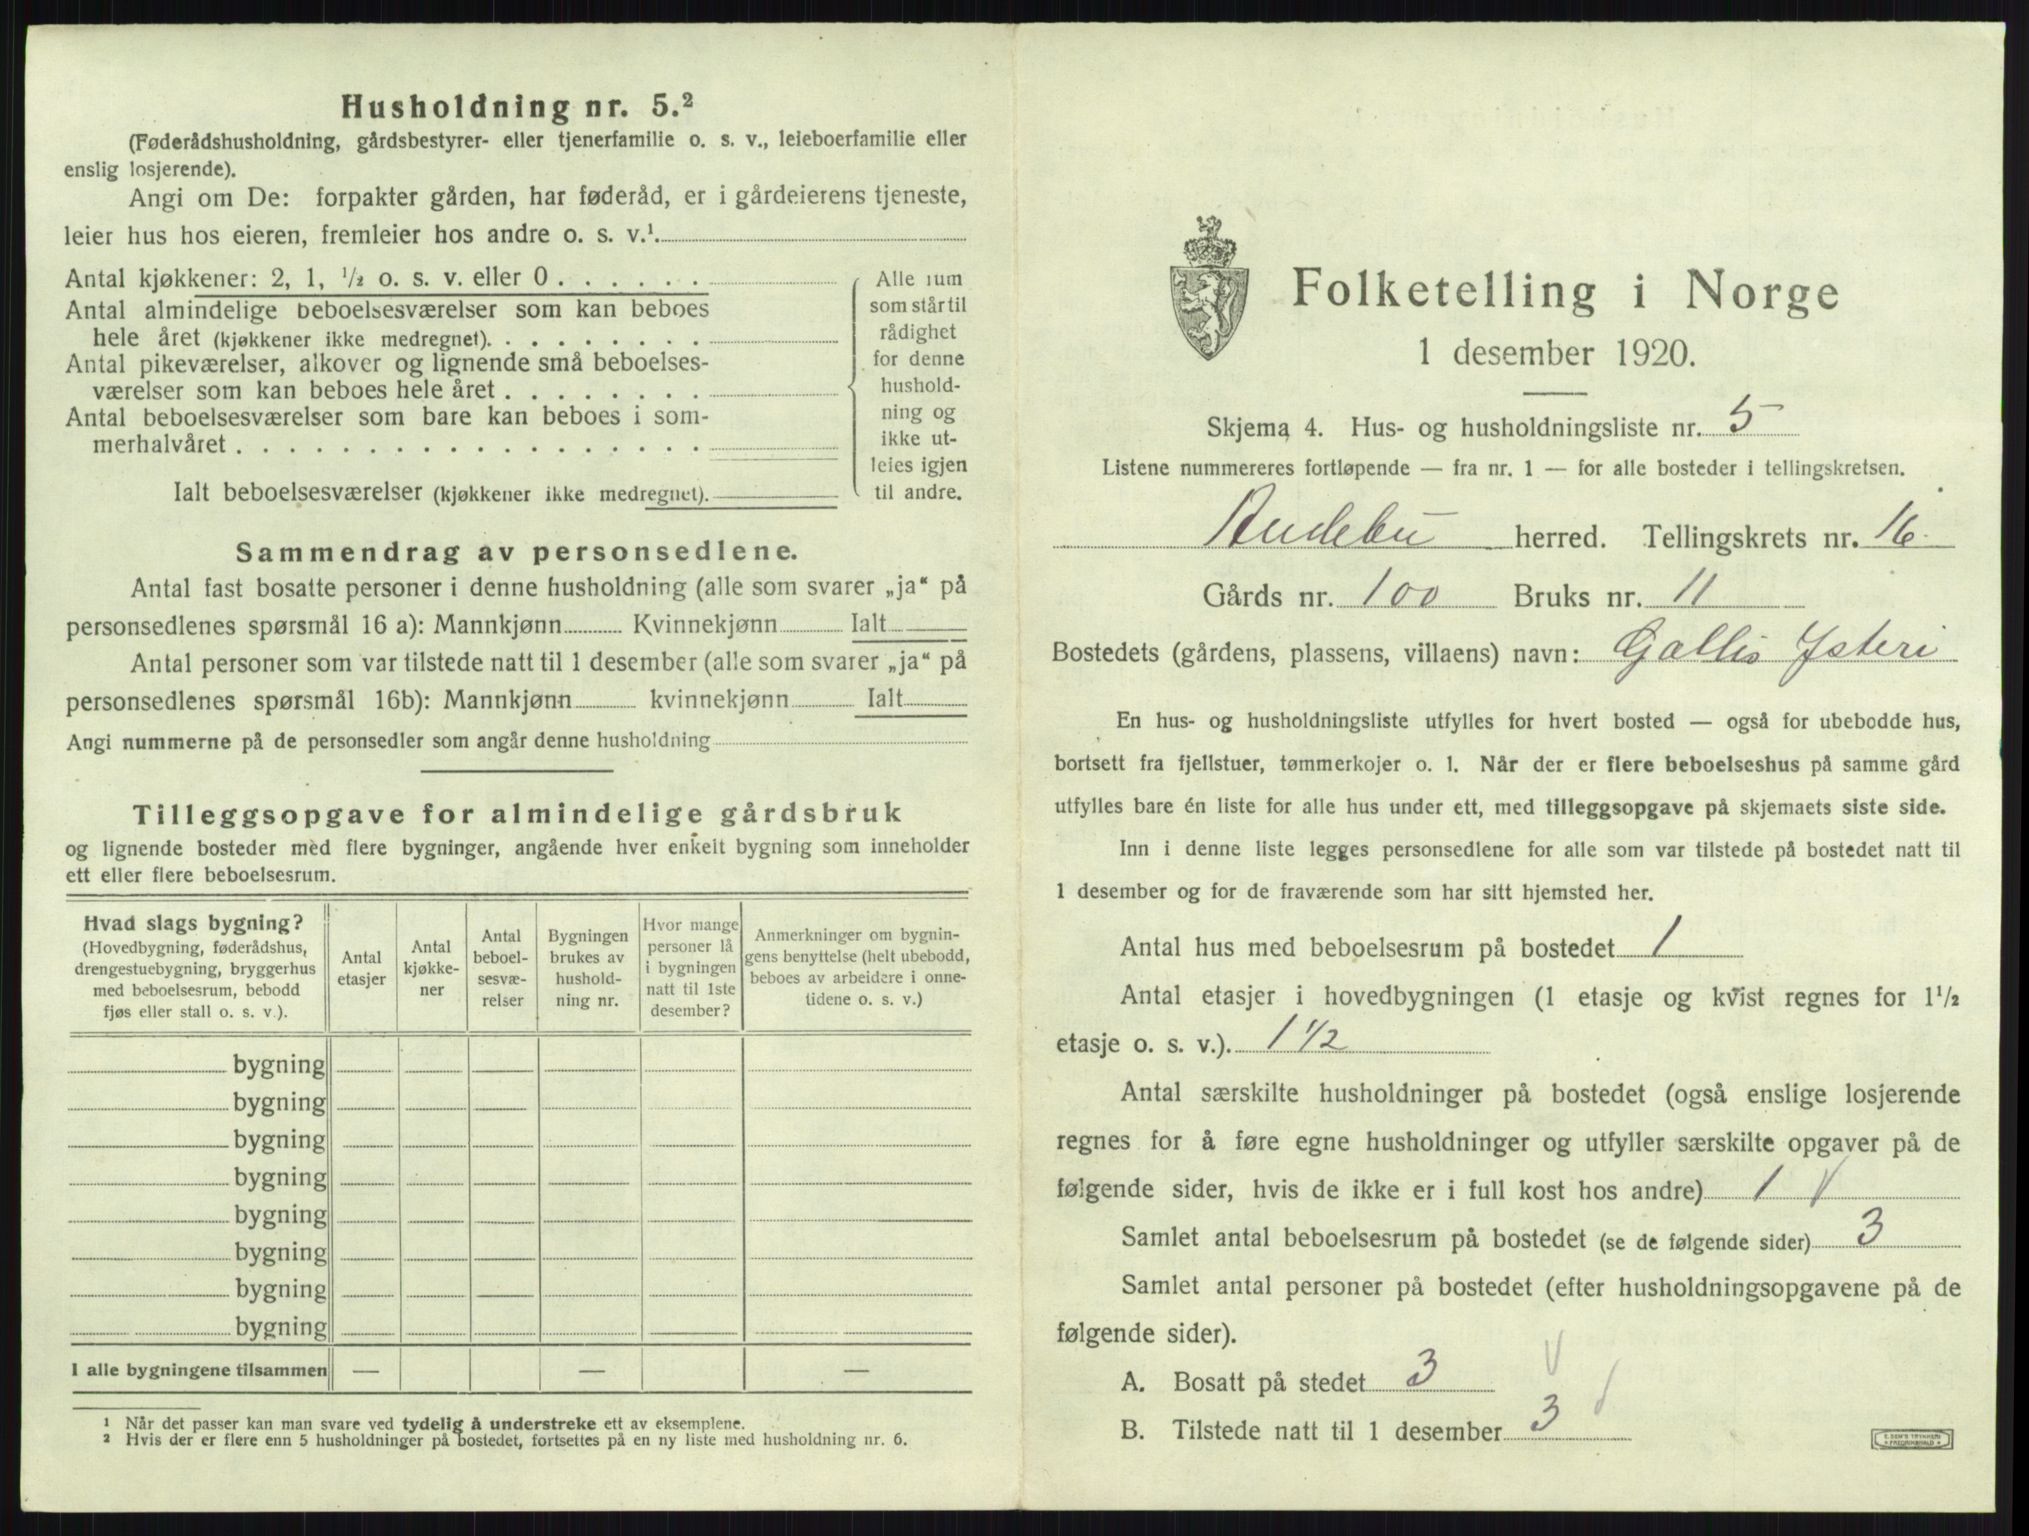 Husholdning nr. 5.²
(Føderådshusholdning, gårdsbestyrer- eller tjenerfamilie o. s. v., leieboerfamilie eller
enslig losjerende).
Angi om De: forpakter gården, har føderåd, er i gårdeierens tjeneste,
leier hus hos eieren, fremleier hos andre o. s. v.¹
Antal kjøkkener: 2, 1, ½ o. s. v. eller 0 . . . . . .
Antal almindelige beboelsesværelser som kan beboes
hele året (kjøkkener ikke medregnet). . . . . . . . .
Antal pikeværelser, alkover og lignende små beboelses-
værelser som kan beboes hele året . . . . . . . .
Antal beboelsesværelser som bare kan beboes i som-
merhalvåret . . . . . . . . . . . . . . . . . .
Ialt beboelsesværelser (kjøkkener ikke medregnet).
Alle rum
som står til
rådighet
for denne
hushold-
ning og
ikke ut-
leies igjen
til andre.
Sammendrag av personsedlene.
Antal fast bosatte personer i denne husholdning (alle som svarer „ja“ på
personsedlenes spørsmål 16 a): Mannkjønn Kvinnekjønn Ialt
Antal personer som var tilstede natt til 1 desember (alle som svarer „ja“ på
personsedlenes spørsmål 16b): Mannkjønn kvinnekjønn Ialt
Angi nummerne på de personsedler som angår denne husholdning
Tilleggsopgave for almindelige gårdsbruk
og lignende bosteder med flere bygninger, angående hver enkelt bygning som inneholder
ett eller flere beboelsesrum.
Hvad slags bygning?
(Hovedbygning, føderådshus,
drengestuebygning, bryggerhus
med beboelsesrum, bebodd
fjøs eller stall o. s. v.).
Antal
etasjer
Antal
kjøkke-
ner
Antal
beboel-
sesvæ-
relser
Bygningen
brukes av
hushold-
ning nr.
Hvor mange
personer lå
i bygningen
natt til 1ste
desember?
Anmerkninger om bygnin-
gens benyttelse (helt ubebodd,
beboes av arbeidere i onne-
tidene o. s. v.)
bygning
bygning
bygning
bygning
bygning
bygning
bygning
bygning
I alle bygningene tilsammen — — —
¹ Når det passer kan man svare ved tydelig å understreke ett av eksemplene.
² Hvis der er flere enn 5 husholdninger på bostedet, fortsettes på en ny liste med husholdning nr. 6.
Folketelling i Norge
1 desember 1920.
Skjema 4. Hus- og husholdningsliste nr. 5
Listene nummereres fortløpende — fra nr. 1 — for alle bosteder i tellingskretsen.
Andebu herred. Tellingskrets nr. 16
Gårds nr. 100 Bruks nr. 11
Bostedets (gårdens, plassens, villaens) navn: Gallis Ysteri
En hus- og husholdningsliste utfylles for hvert bosted — også for ubebodde hus,
bortsett fra fjellstuer, tømmerkojer o. l. Når der er flere beboelseshus på samme gård
utfylles bare én liste for alle hus under ett, med tilleggsopgave på skjemaets siste side.
Inn i denne liste legges personsedlene for alle som var tilstede på bostedet natt til
1 desember og for de fraværende som har sitt hjemsted her.
Antal hus med beboelsesrum på bostedet 1
Antal etasjer i hovedbygningen (1 etasje og kvist regnes for 1½
etasje o. s. v.). 1 1/2
Antal særskilte husholdninger på bostedet (også enslige losjerende
regnes for å føre egne husholdninger og utfyller særskilte opgaver på de
følgende sider, hvis de ikke er i full kost hos andre) 1
Samlet antal beboelsesrum på bostedet (se de følgende sider) 3
Samlet antal personer på bostedet (efter husholdningsopgavene på de
følgende sider).
A. Bosatt på stedet 3
B. Tilstede natt til 1 desember 3